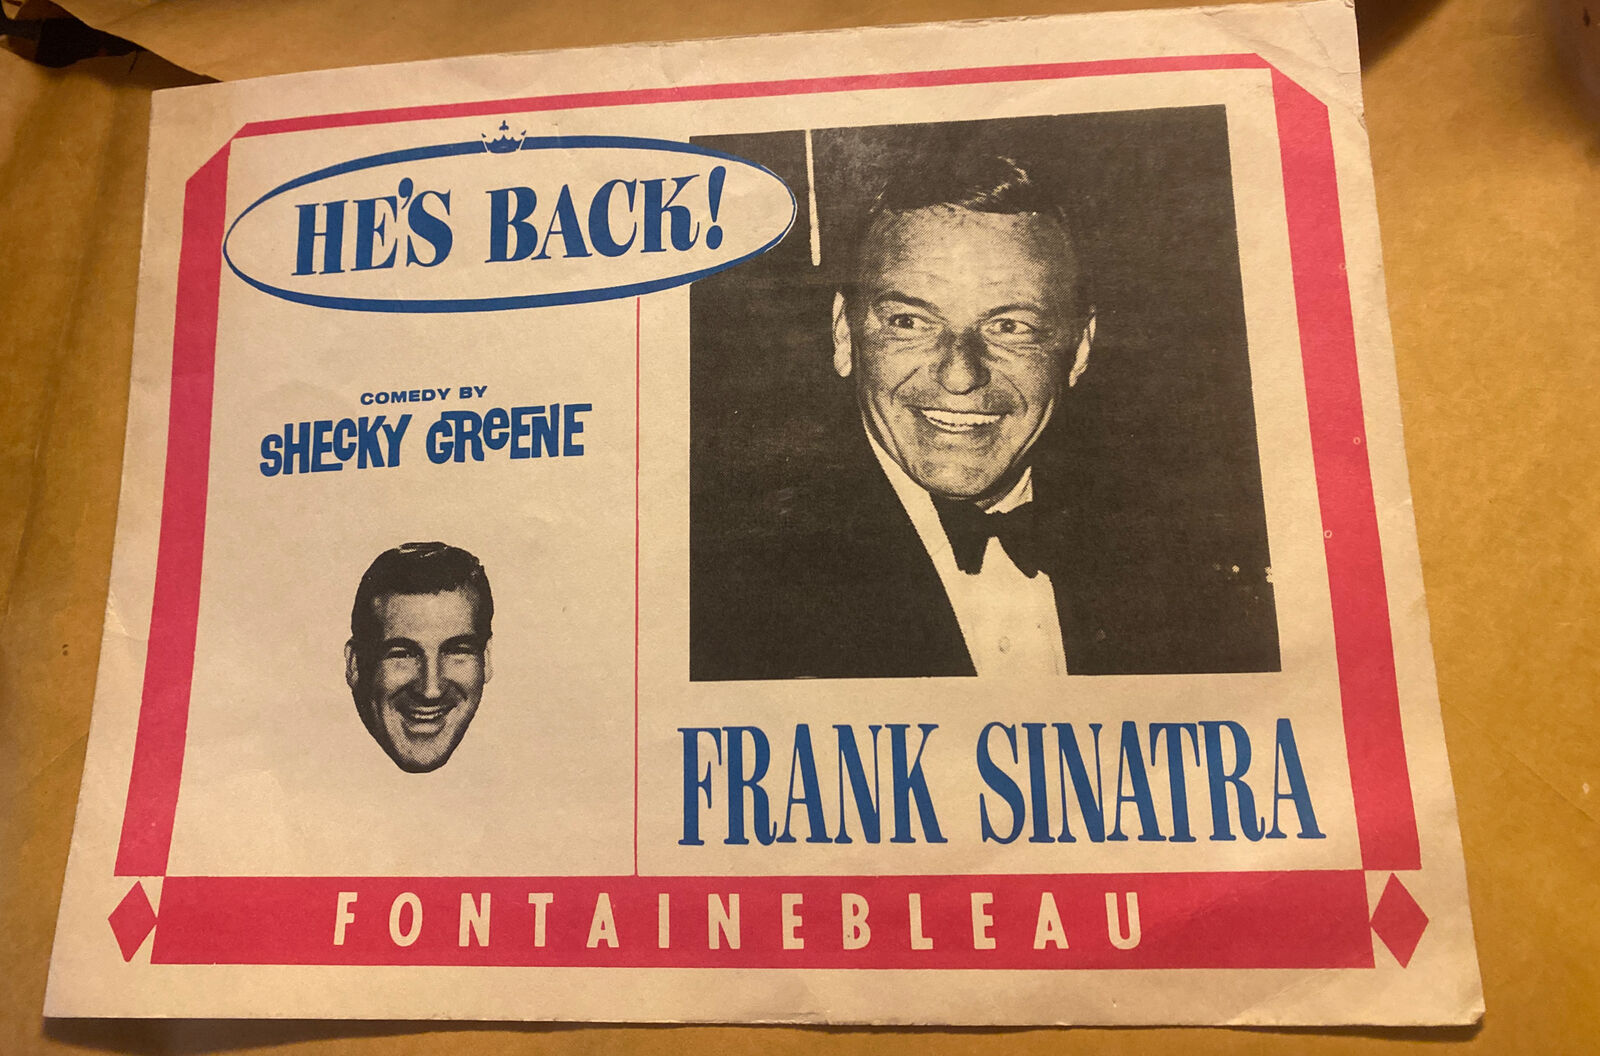 HE'S BACK!
COMEDY BY
SHECKY GREENE
FRANK SINATRA
FONTAINEBLEAU